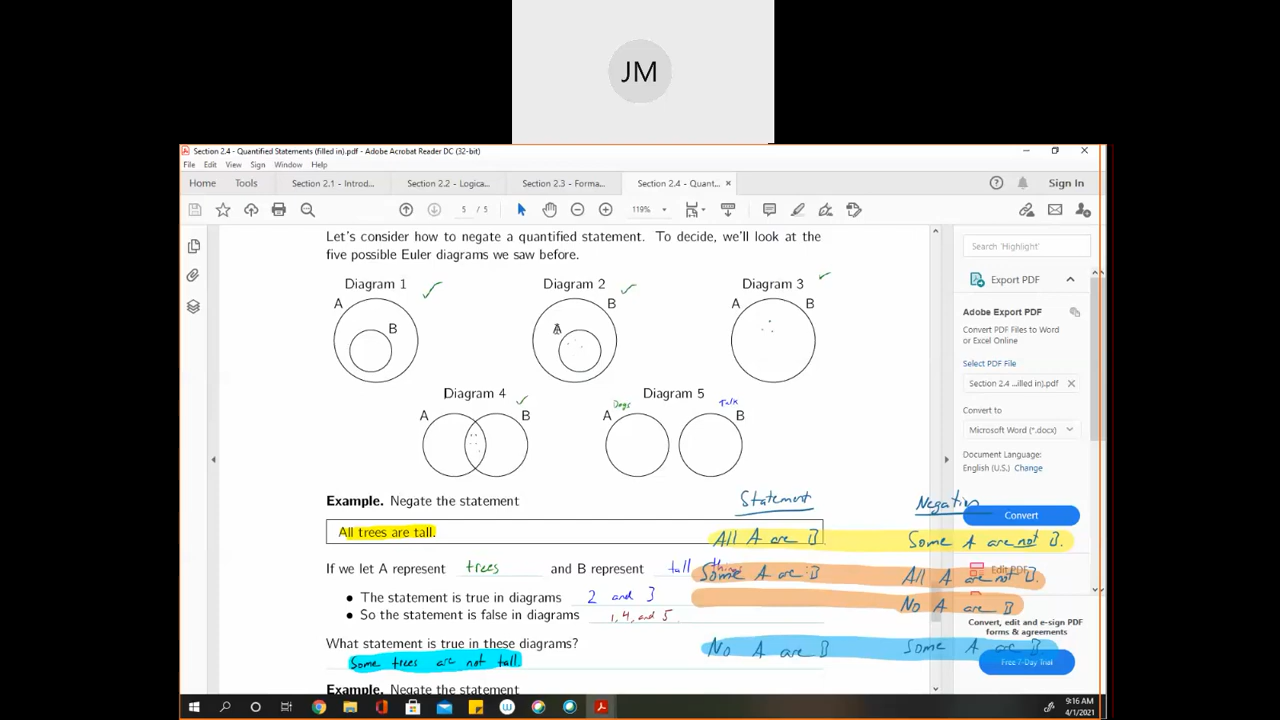 JM
Section 2.4 - Quantified Statements (filled in).pdf - Adobe Acrobat Reader DC (32-bit)
File Edit View Sign Window Help
Home Tools Section 2.1 - Introd... Section 2.2 - Logica... Section 2.3 - Forma... Section 2.4 - Quant... × Sign In
5 / 5 119%
Let's consider how to negate a quantified statement. To decide, we'll look at the
five possible Euler diagrams we saw before.
Search 'Highlight'
Diagram 1 Diagram 2 Diagram 3
A B A B A B
Export PDF
Adobe Export PDF
Convert PDF Files to Word
or Excel Online
Select PDF File
Section 2.4 ...illed in).pdf ×
Diagram 4 Diagram 5
A B A Dogs Talk B
Convert to
Microsoft Word (*.docx)
Document Language:
English (U.S.) Change
Example. Negate the statement
Statement Negation
Convert
All trees are tall.
All A are B Some A are not B.
If we let A represent trees and B represent tall things
Some A are B All A are not B.
Edit PDF
• The statement is true in diagrams 2 and 3
No A are B
• So the statement is false in diagrams 1, 4, and 5
Convert, edit and e-sign PDF
forms & agreements
What statement is true in these diagrams?
No A are B Some A are B.
Some trees are not tall
Free 7-Day Trial
Example. Negate the statement
9:16 AM
4/1/2021